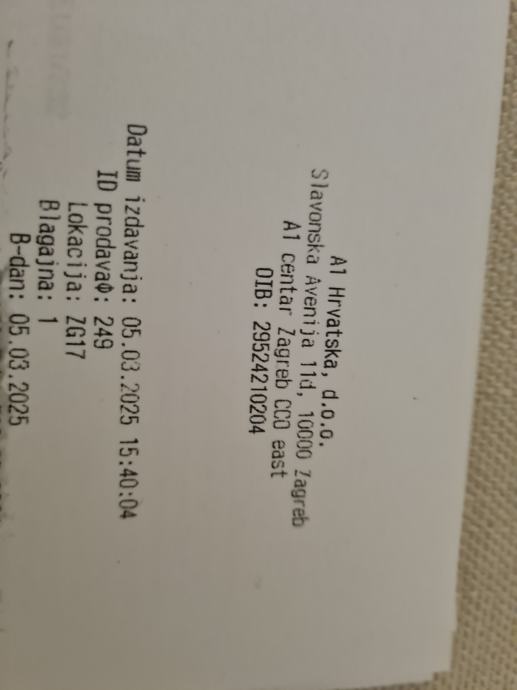 A1 Hrvatska, d.o.o.
Slavonska Avenija 11d, 10000 Zagreb
A1 centar Zagreb CCO east
OIB: 29524210204
Datum izdavanja: 05.03.2025 15:40:04
ID prodavaФ: 249
Lokacija: ZG17
Blagajna: 1
B-dan: 05.03.2025